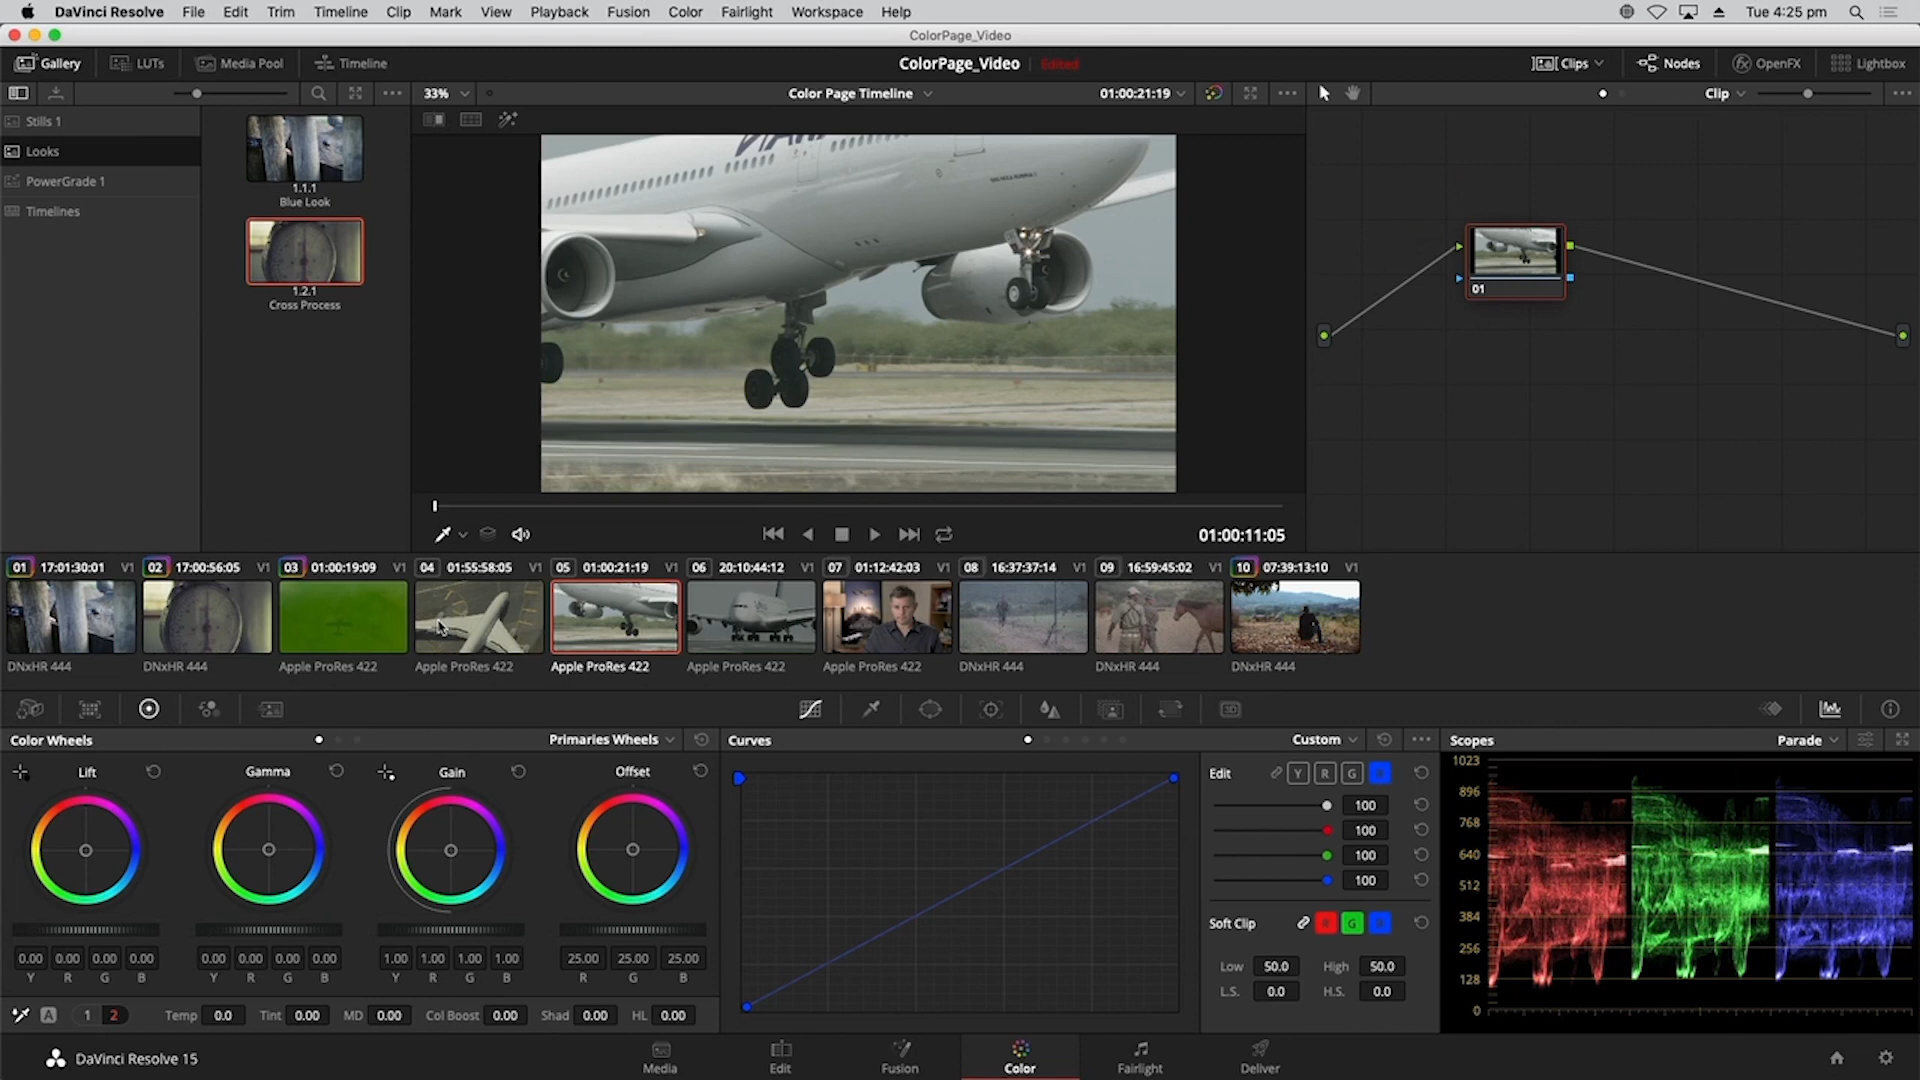 DaVinci Resolve File Edit Trim Timeline Clip Mark View Playback Fusion Color Fairlight Workspace Help Tue 4:25 pm
ColorPage_Video
Gallery LUTs Media Pool Timeline ColorPage_Video Edited Clips Nodes OpenFX Lightbox
33% Color Page Timeline 01:00:21:19 Clip
Stills 1
Looks
PowerGrade 1
Timelines
1.1.1
Blue Look
1.2.1
Cross Process
01
01:00:11:05
01 17:01:30:01 V1 02 17:00:56:05 V1 03 01:00:19:09 V1 04 01:55:58:05 V1 05 01:00:21:19 V1 06 20:10:44:12 V1 07 01:12:42:03 V1 08 16:37:37:14 V1 09 16:59:45:02 V1 10 07:39:13:10 V1
DNxHR 444 DNxHR 444 Apple ProRes 422 Apple ProRes 422 Apple ProRes 422 Apple ProRes 422 Apple ProRes 422 DNxHR 444 DNxHR 444 DNxHR 444
3D
Color Wheels Primaries Wheels Curves Custom Scopes Parade
Lift Gamma Gain Offset
0.00 0.00 0.00 0.00 0.00 0.00 0.00 0.00 1.00 1.00 1.00 1.00 25.00 25.00 25.00
Y R G B Y R G B Y R G B R G B
A 1 2 Temp 0.0 Tint 0.00 MD 0.00 Col Boost 0.00 Shad 0.00 HL 0.00
Edit Y R G B
100
100
100
100
Soft Clip R G B
Low 50.0 High 50.0
L.S. 0.0 H.S. 0.0
1023
896
768
640
512
384
256
128
0
DaVinci Resolve 15 Media Edit Fusion Color Fairlight Deliver